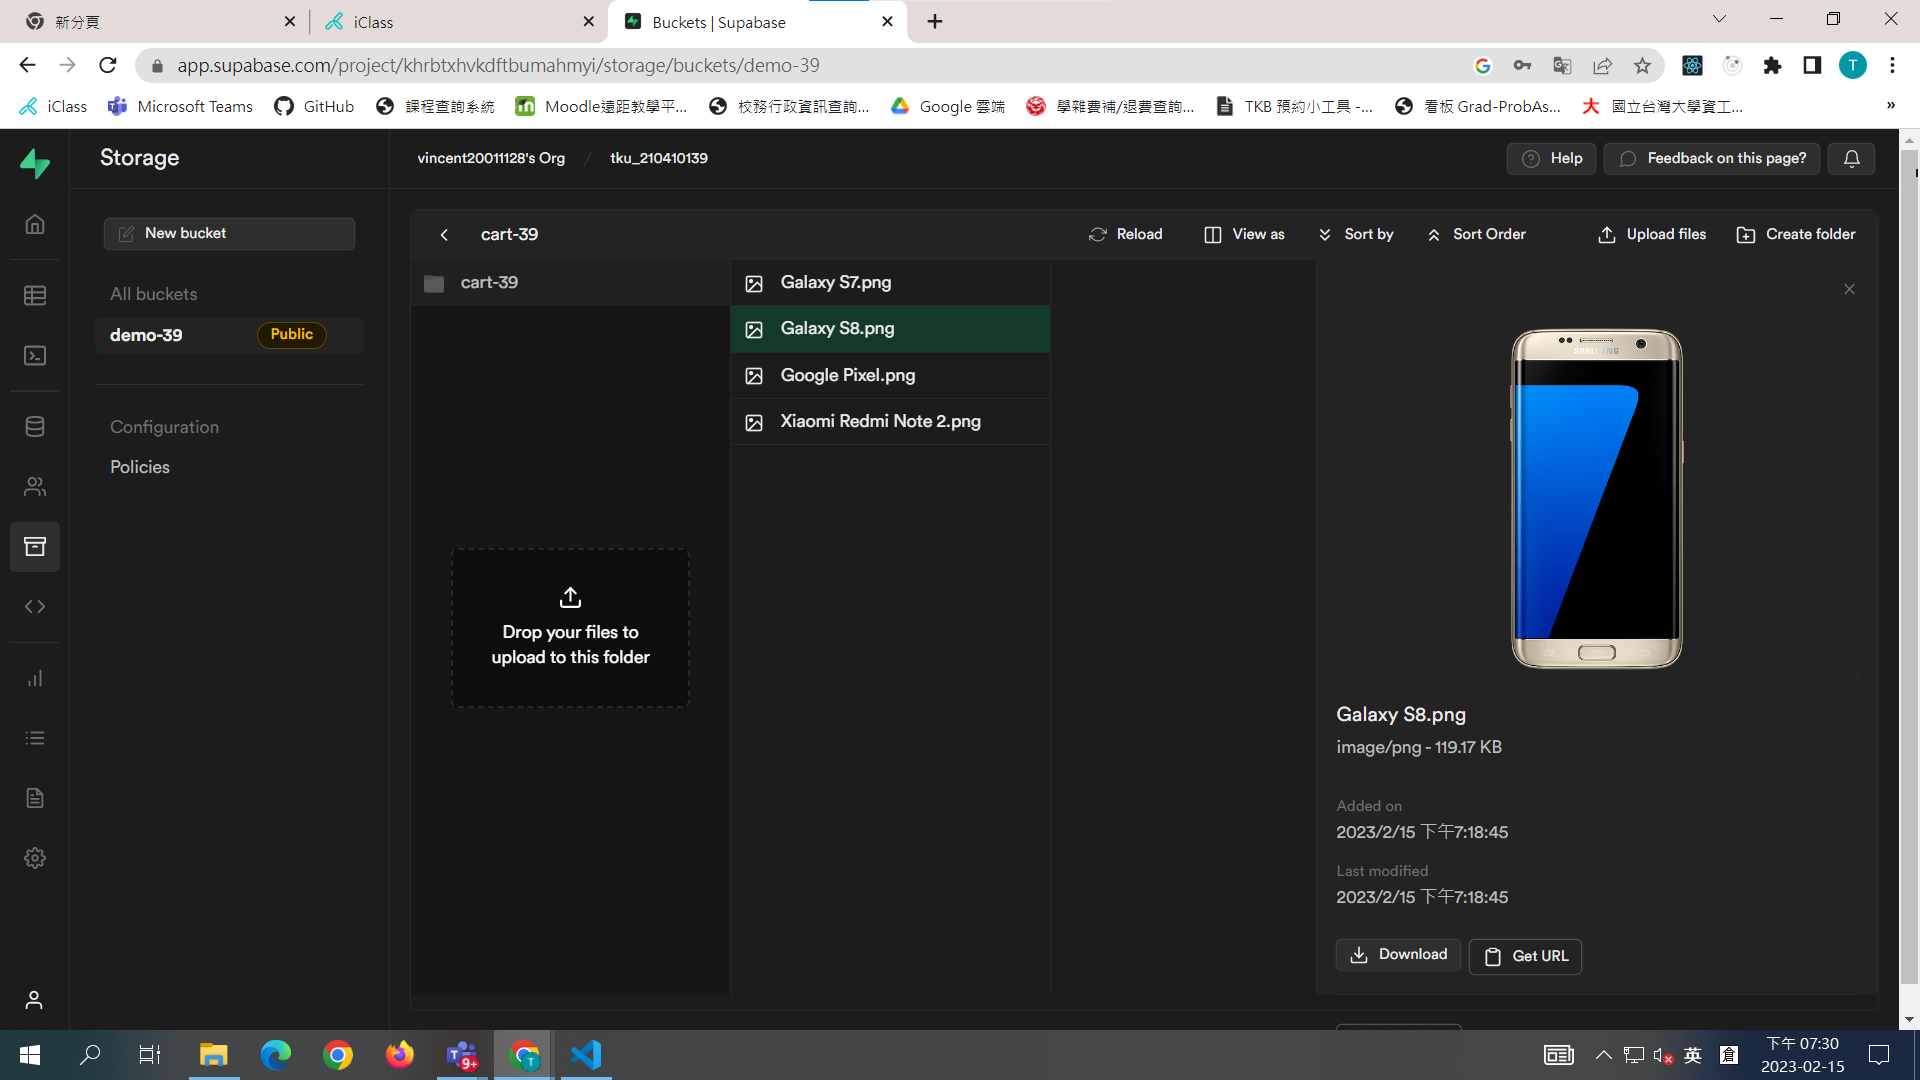 新分頁
iClass
Buckets | Supabase
app.supabase.com/project/khrbtxhvkdftbumahmyi/storage/buckets/demo-39
T
iClass
Microsoft Teams
GitHub
課程查詢系統
Moodle遠距教學平...
校務行政資訊查詢...
Google 雲端
學雜費補/退費查詢...
TKB 預約小工具 -...
看板 Grad-ProbAs...
國立台灣大學資工...
»
Storage
vincent20011128's Org / tku_210410139
Help
Feedback on this page?
New bucket
cart-39
Reload
View as
Sort by
Sort Order
Upload files
Create folder
All buckets
demo-39
Public
Configuration
Policies
cart-39
Galaxy S7.png
Galaxy S8.png
Google Pixel.png
Xiaomi Redmi Note 2.png
Drop your files to
upload to this folder
SAMSUNG
Galaxy S8.png
image/png - 119.17 KB
Added on
2023/2/15 下午7:18:45
Last modified
2023/2/15 下午7:18:45
Download
Get URL
9+
T
英
倉
下午 07:30
2023-02-15